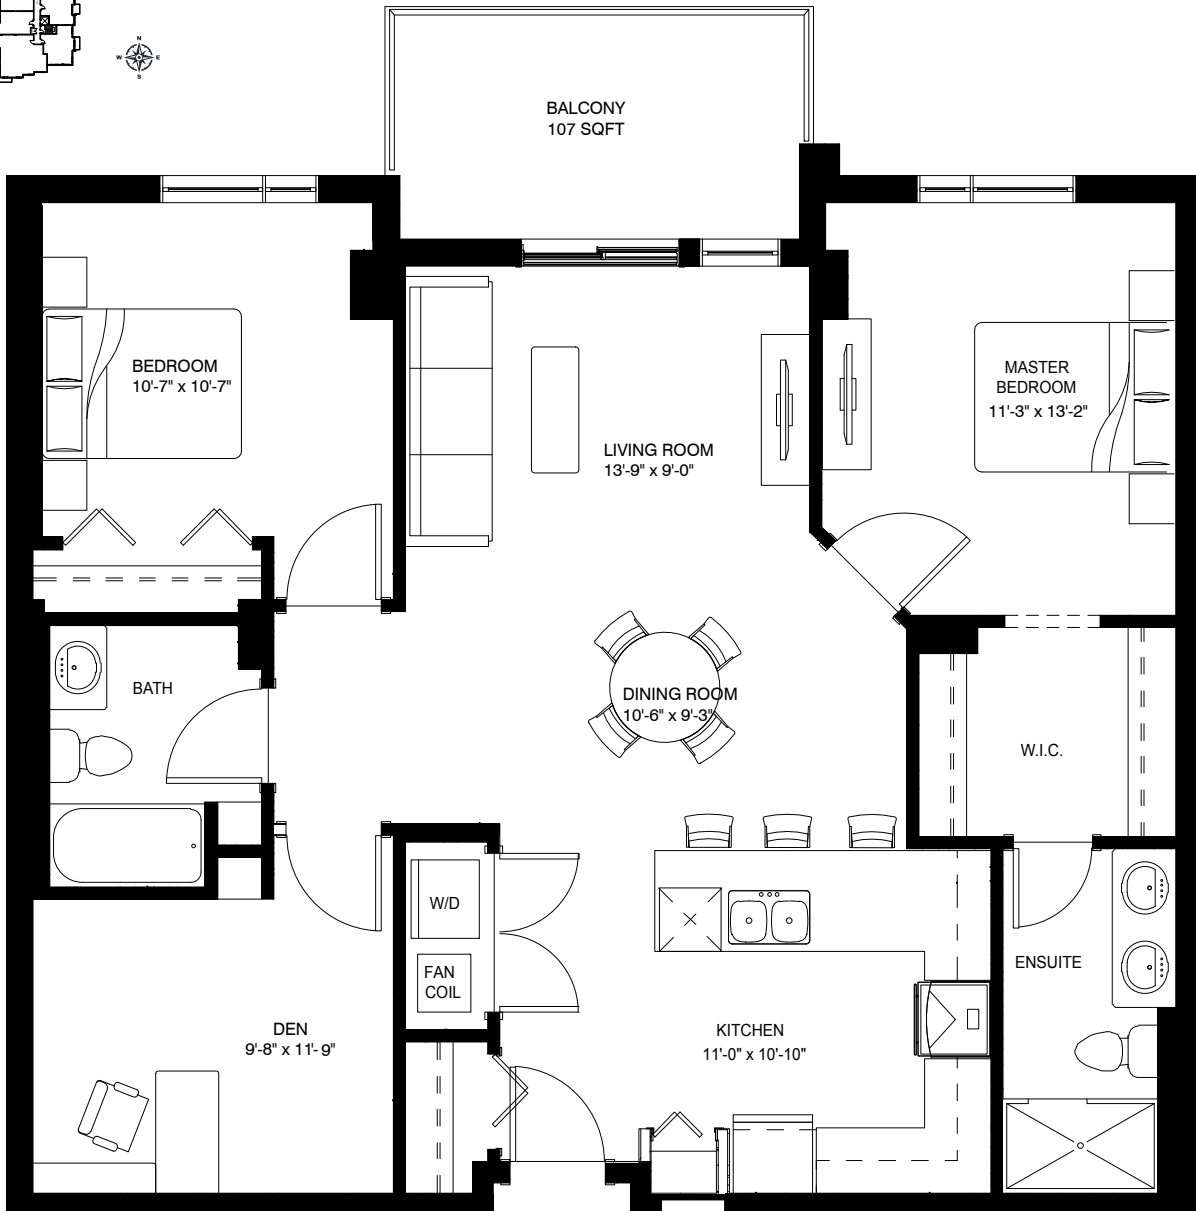 N
W E
S
BALCONY
107 SQFT
BEDROOM
10'-7" x 10'-7"
MASTER
BEDROOM
11'-3" x 13'-2"
LIVING ROOM
13'-9" x 9'-0"
BATH
DINING ROOM
10'-6" x 9'-3"
W.I.C.
W/D
FAN
COIL
ENSUITE
DEN
9'-8" x 11'-9"
KITCHEN
11'-0" x 10'-10"